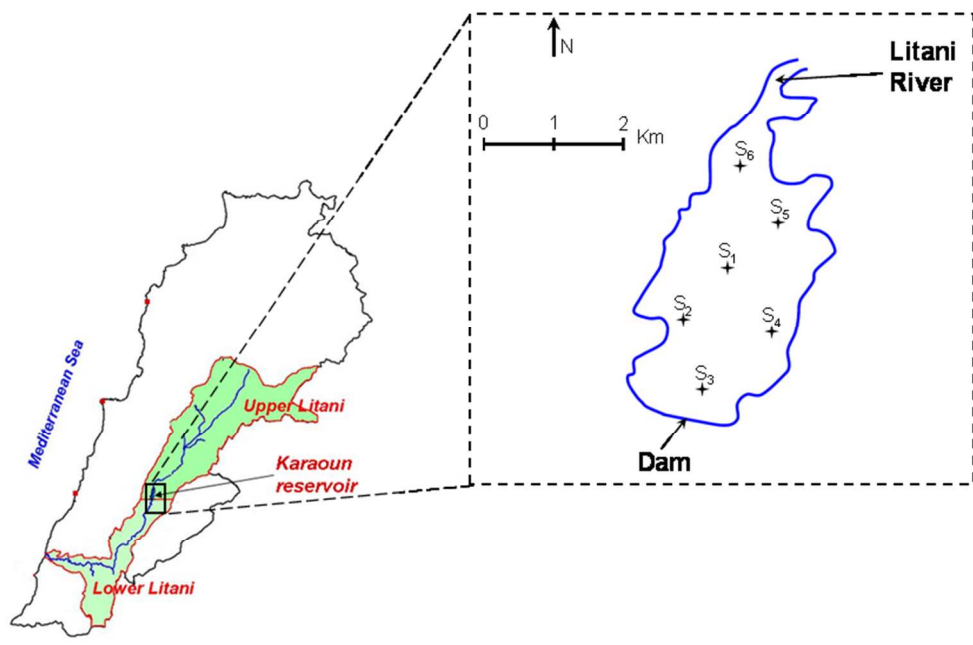 N
Litani
River
0 1 2
Km
S6
S5
S1
S2
S4
S3
Dam
Mediterranean Sea
Upper Litani
Karaoun
reservoir
Lower Litani